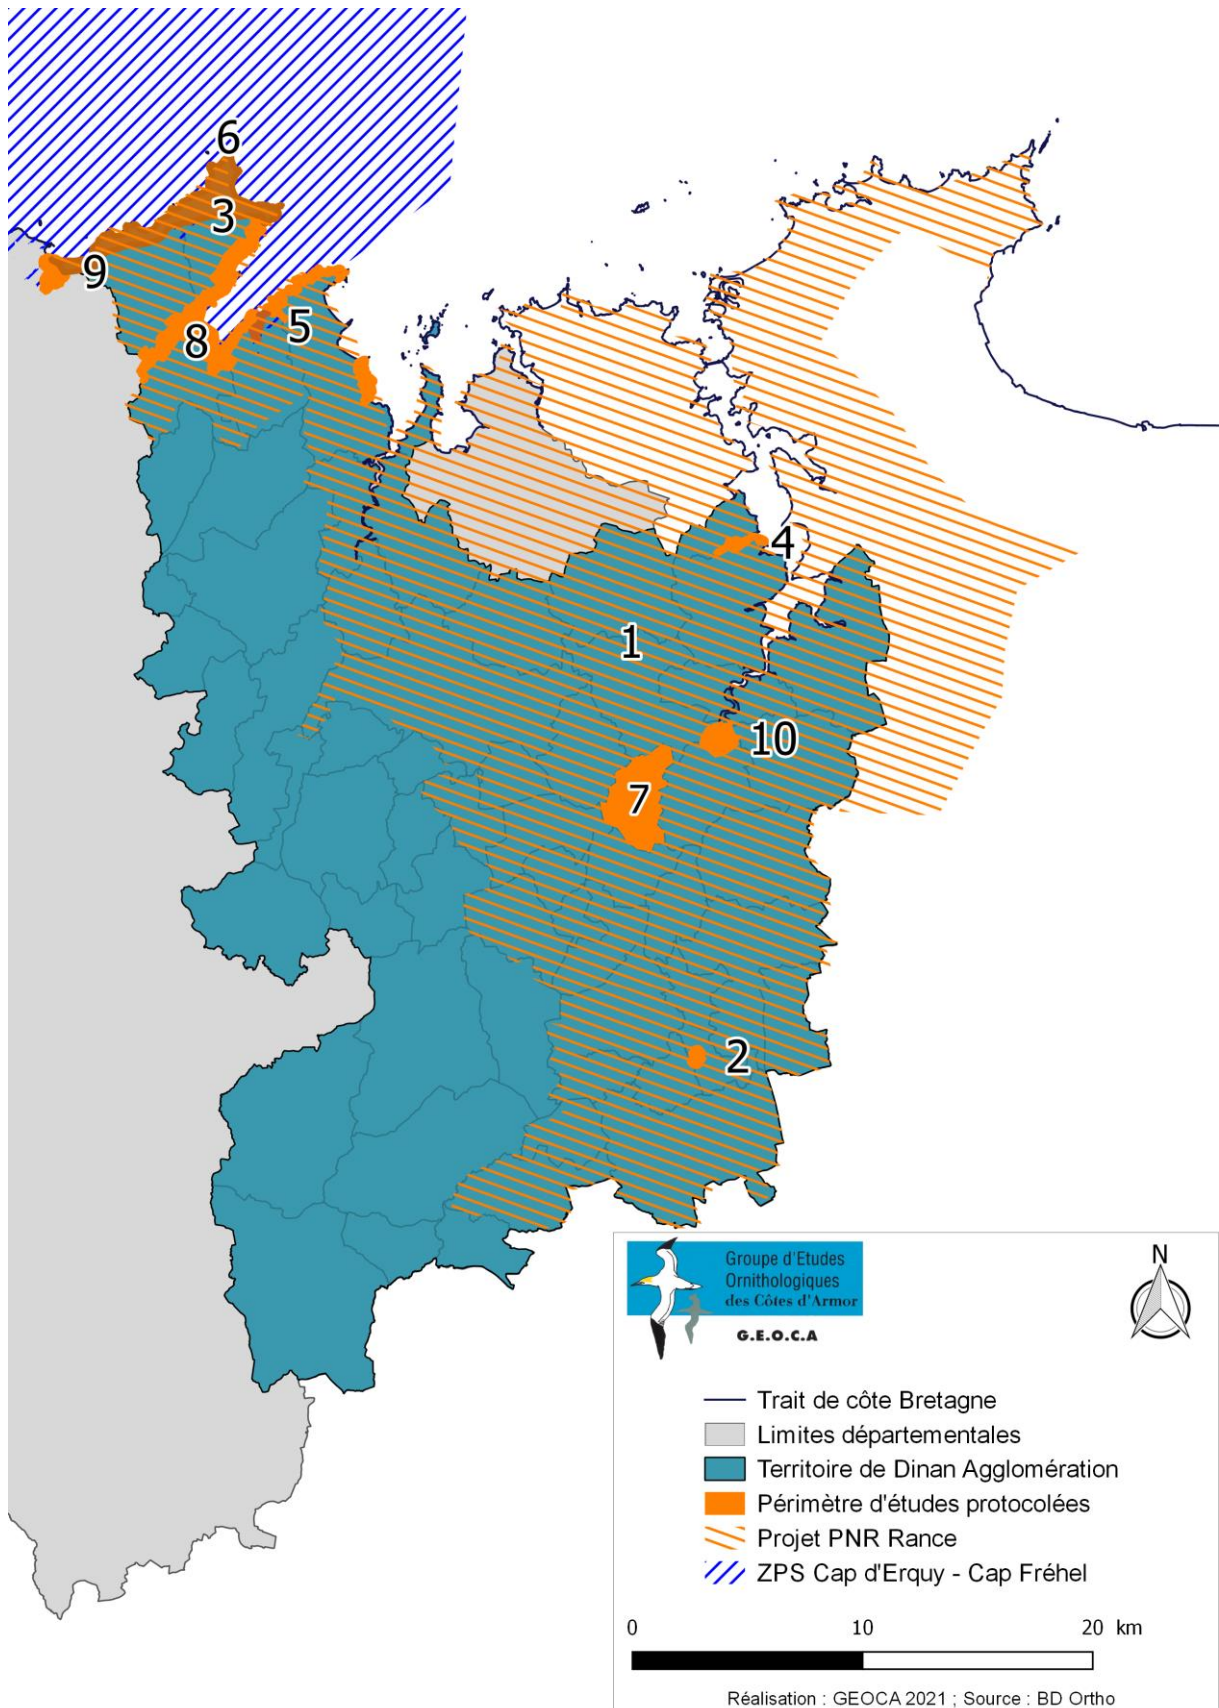 6
3
9
5
8
4
1
10
7
2
Groupe d'Etudes
Ornithologiques
des Côtes d'Armor
G.E.O.C.A
N
Trait de côte Bretagne
Limites départementales
Territoire de Dinan Agglomération
Périmètre d'études protocolées
Projet PNR Rance
ZPS Cap d'Erquy - Cap Fréhel
0 10 20 km
Réalisation : GEOCA 2021 ; Source : BD Ortho